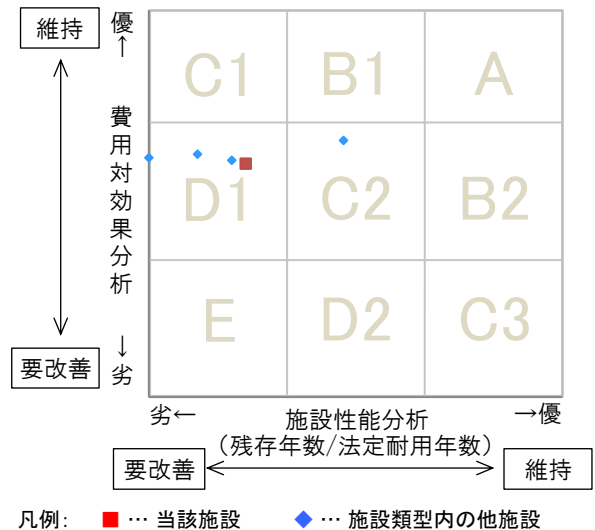 維持
優
↑
C1 B1 A
費用対効果分析
D1 C2 B2
E D2 C3
↓
劣
要改善
劣← 施設性能分析 →優
（残存年数/法定耐用年数）
要改善 維持
凡例： ■ … 当該施設 ◆ … 施設類型内の他施設